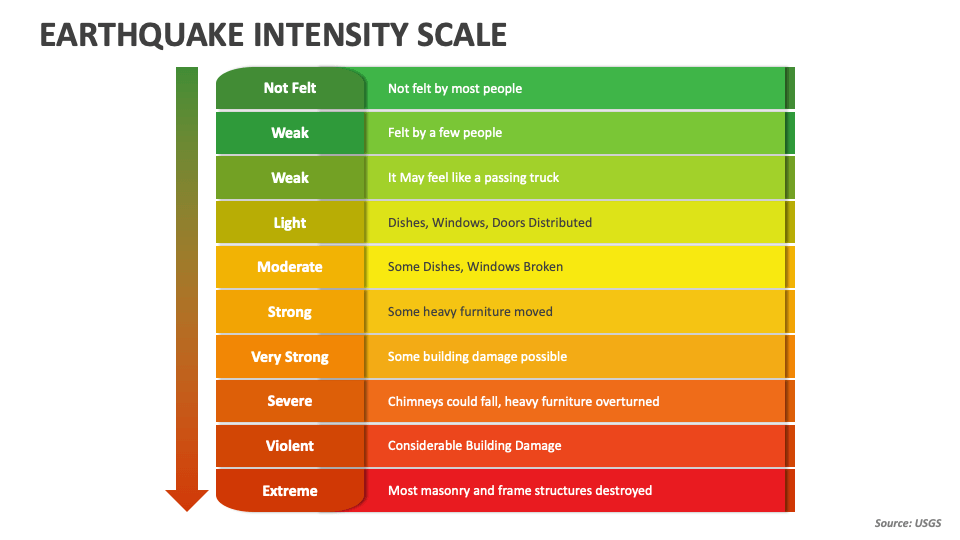 EARTHQUAKE INTENSITY SCALE
Not Felt
Not felt by most people
Weak
Felt by a few people
Weak
It May feel like a passing truck
Light
Dishes, Windows, Doors Distributed
Moderate
Some Dishes, Windows Broken
Strong
Some heavy furniture moved
Very Strong
Some building damage possible
Severe
Chimneys could fall, heavy furniture overturned
Violent
Considerable Building Damage
Extreme
Most masonry and frame structures destroyed
Source: USGS